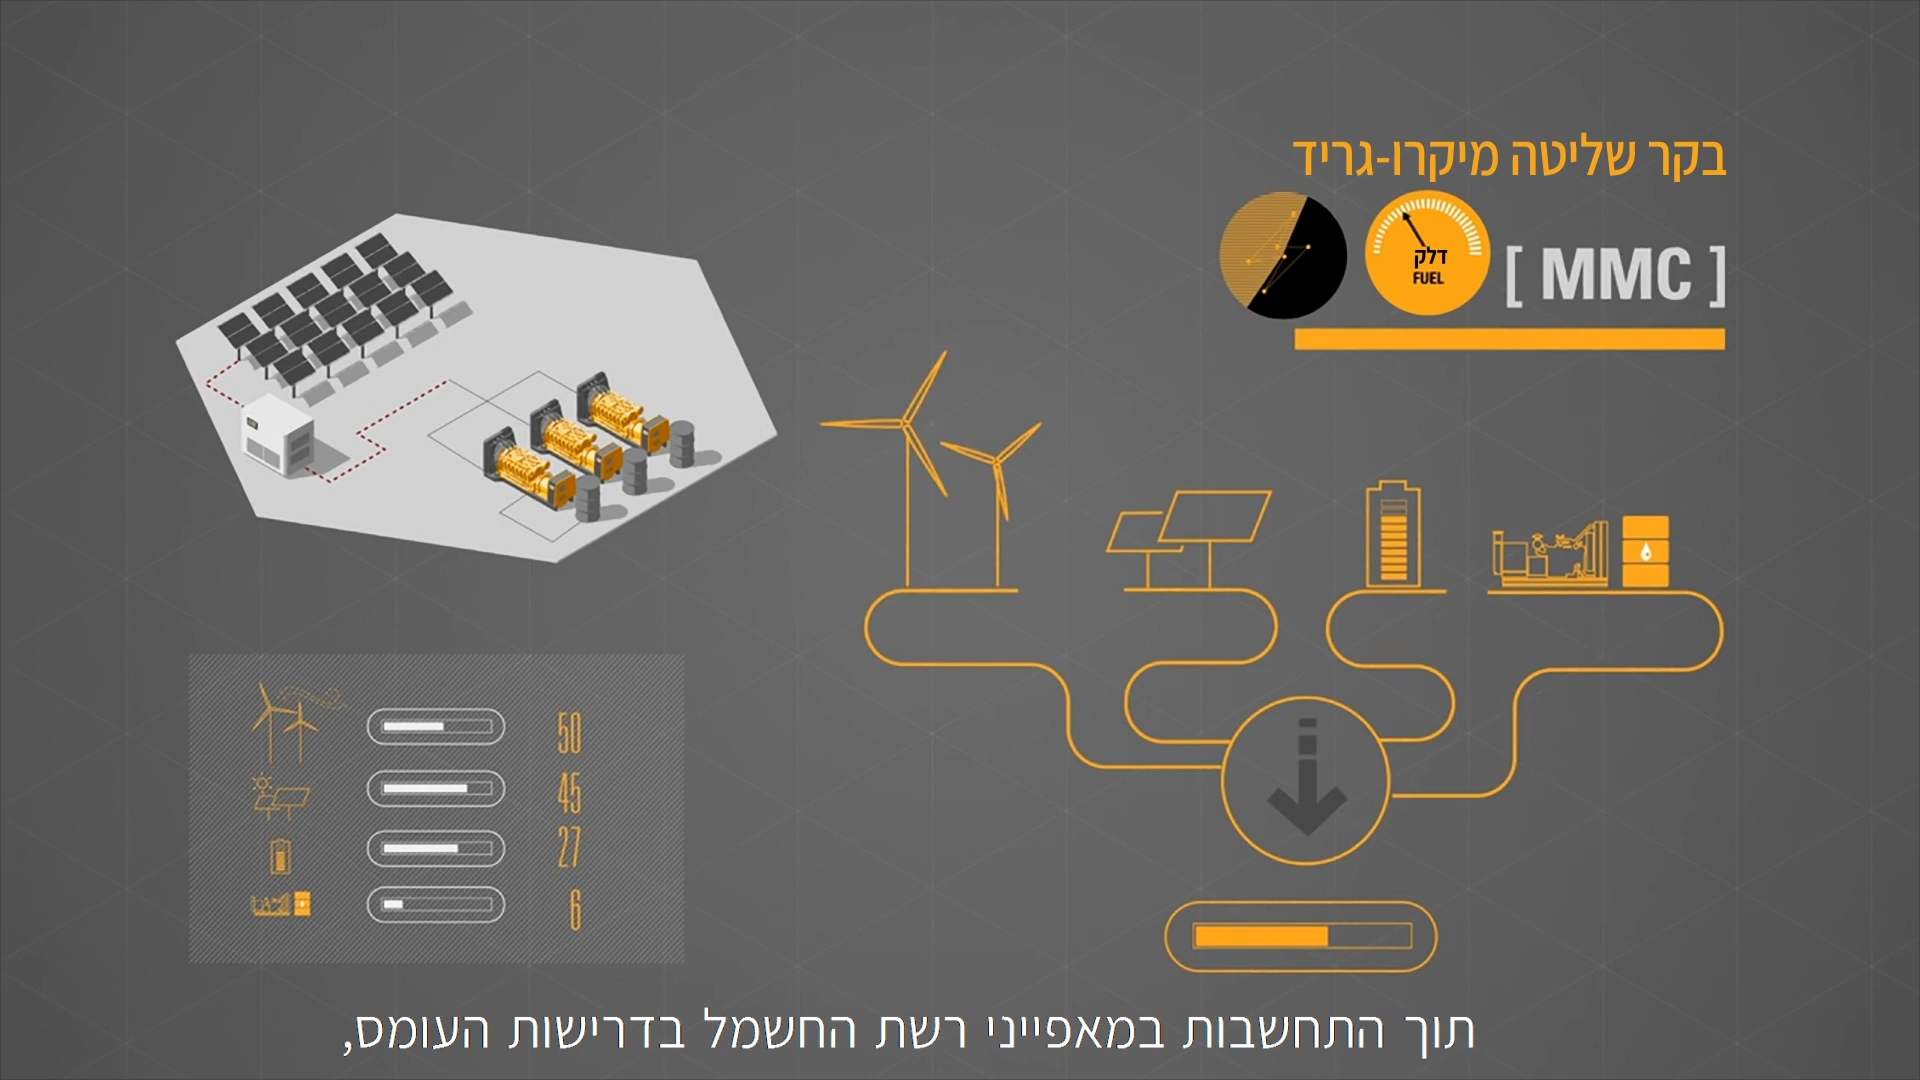 בקר שליטה מיקרו-גריד
דלק
FUEL
[ MMC ]
50
45
27
6
תוך התחשבות במאפייני רשת החשמל בדרישות העומס,